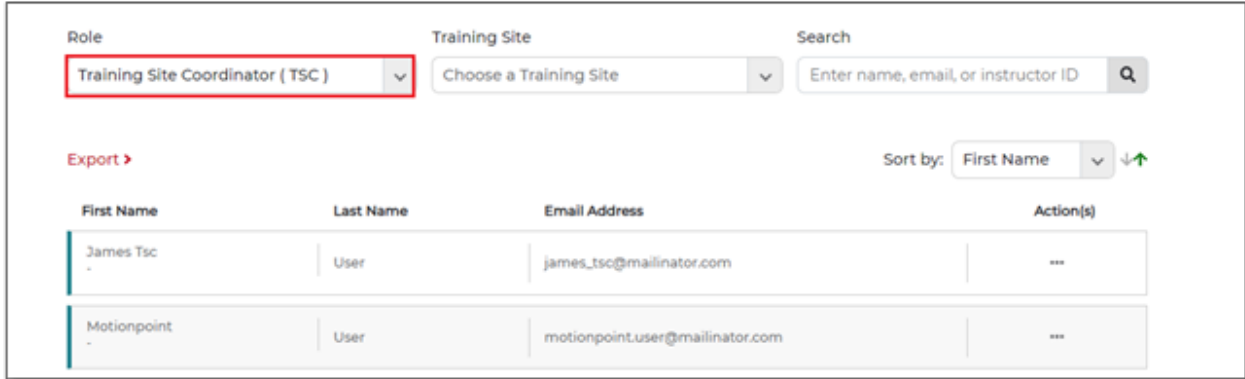 Role Training Site Search
Training Site Coordinator ( TSC ) Choose a Training Site Enter name, email, or instructor ID
Export > Sort by: First Name
First Name Last Name Email Address Action(s)
James Tsc
- User james_tsc@mailinator.com ...
Motionpoint
- User motionpoint.user@mailinator.com ...